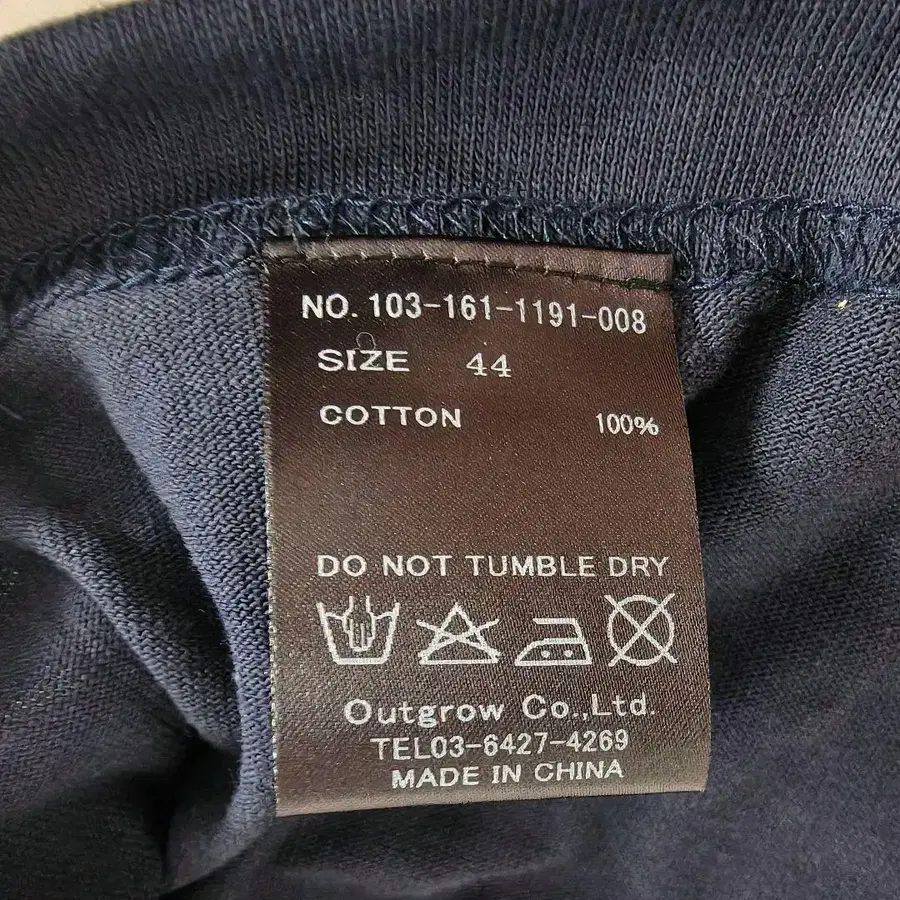 NO. 103-161-1191-008
SIZE 44
COTTON 100%
DO NOT TUMBLE DRY
Outgrow Co.,Ltd.
TEL03-6427-4269
MADE IN CHINA